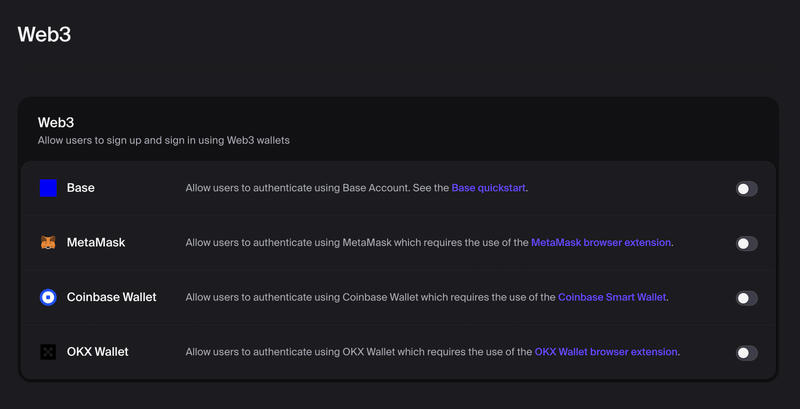 Web3
Web3
Allow users to sign up and sign in using Web3 wallets
Base
Allow users to authenticate using Base Account. See the Base quickstart.
MetaMask
Allow users to authenticate using MetaMask which requires the use of the MetaMask browser extension.
Coinbase Wallet
Allow users to authenticate using Coinbase Wallet which requires the use of the Coinbase Smart Wallet.
OKX Wallet
Allow users to authenticate using OKX Wallet which requires the use of the OKX Wallet browser extension.